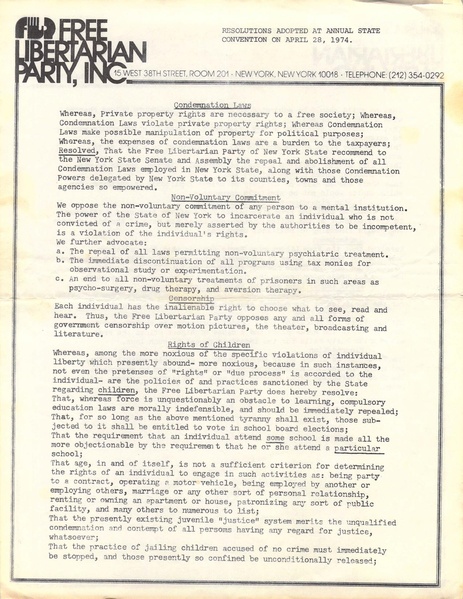 FREE
LIBERTARIAN
PARTY, INC.
15 WEST 38TH STREET, ROOM 201 · NEW YORK, NEW YORK 10018 · TELEPHONE: (212) 354-0292
RESOLUTIONS ADOPTED AT ANNUAL STATE
CONVENTION ON APRIL 28, 1974.
Condemnation Laws
Whereas, Private property rights are necessary to a free society; Whereas,
Condemnation Laws violate private property rights; Whereas Condemnation
Laws make possible manipulation of property for political purposes;
Whereas, the expenses of condemnation laws are a burden to the taxpayers;
Resolved, That the Free Libertarian Party of New York State recommend to
the New York State Senate and Assembly the repeal and abolishment of all
Condemnation Laws employed in New York State, along with those Condemnation
Powers delegated by New York State to its counties, towns and those
agencies so empowered.
Non-Voluntary Commitment
We oppose the non-voluntary commitment of any person to a mental institution.
The power of the State of New York to incarcerate an individual who is not
convicted of a crime, but merely asserted by the authorities to be incompetent,
is a violation of the individual's rights.
We further advocate;
a. The repeal of all laws permitting non-voluntary psychiatric treatment.
b. The immediate discontinuation of all programs using tax monies for
observational study or experimentation.
c. An end to all non-voluntary treatments of prisoners in such areas as
psycho-surgery, drug therapy, and aversion therapy.
Censorship
Each individual has the inalienable right to choose what to see, read and
hear. Thus, the Free Libertarian Party opposes any and all forms of
government censorship over motion pictures, the theater, broadcasting and
literature.
Rights of Children
Whereas, among the more noxious of the specific violations of individual
liberty which presently abound- more noxious, because in such instances,
not even the pretenses of "rights" or "due process" is accorded to the
individual- are the policies of and practices sanctioned by the State
regarding children, the Free Libertarian Party does hereby resolve:
That, whereas force is unquestionably an obstacle to learning, compulsory
education laws are morally indefensible, and should be immediately repealed;
That, for so long as the above mentioned tyranny shall exist, those sub-
jected to it shall be entitled to vote in school board elections;
That the requirement that an individual attend some school is made all the
more objectionable by the requirement that he or she attend a particular
school;
That age, in and of itself, is not a sufficient criterion for determining
the rights of an individual to engage in such activities as: being party
to a contract, operating a motor vehicle, being employed by another or
employing others, marriage or any other sort of personal relationship,
renting or owning an apartment or house, patronizing any sort of public
facility, and many others to numerous to list;
That the presently existing juvenile "justice" system merits the unqualified
condemnation and contempt of all persons having any regard for justice,
whatsoever;
That the practice of jailing children accused of no crime must immediately
be stopped, and those presently so confined be unconditionally released;